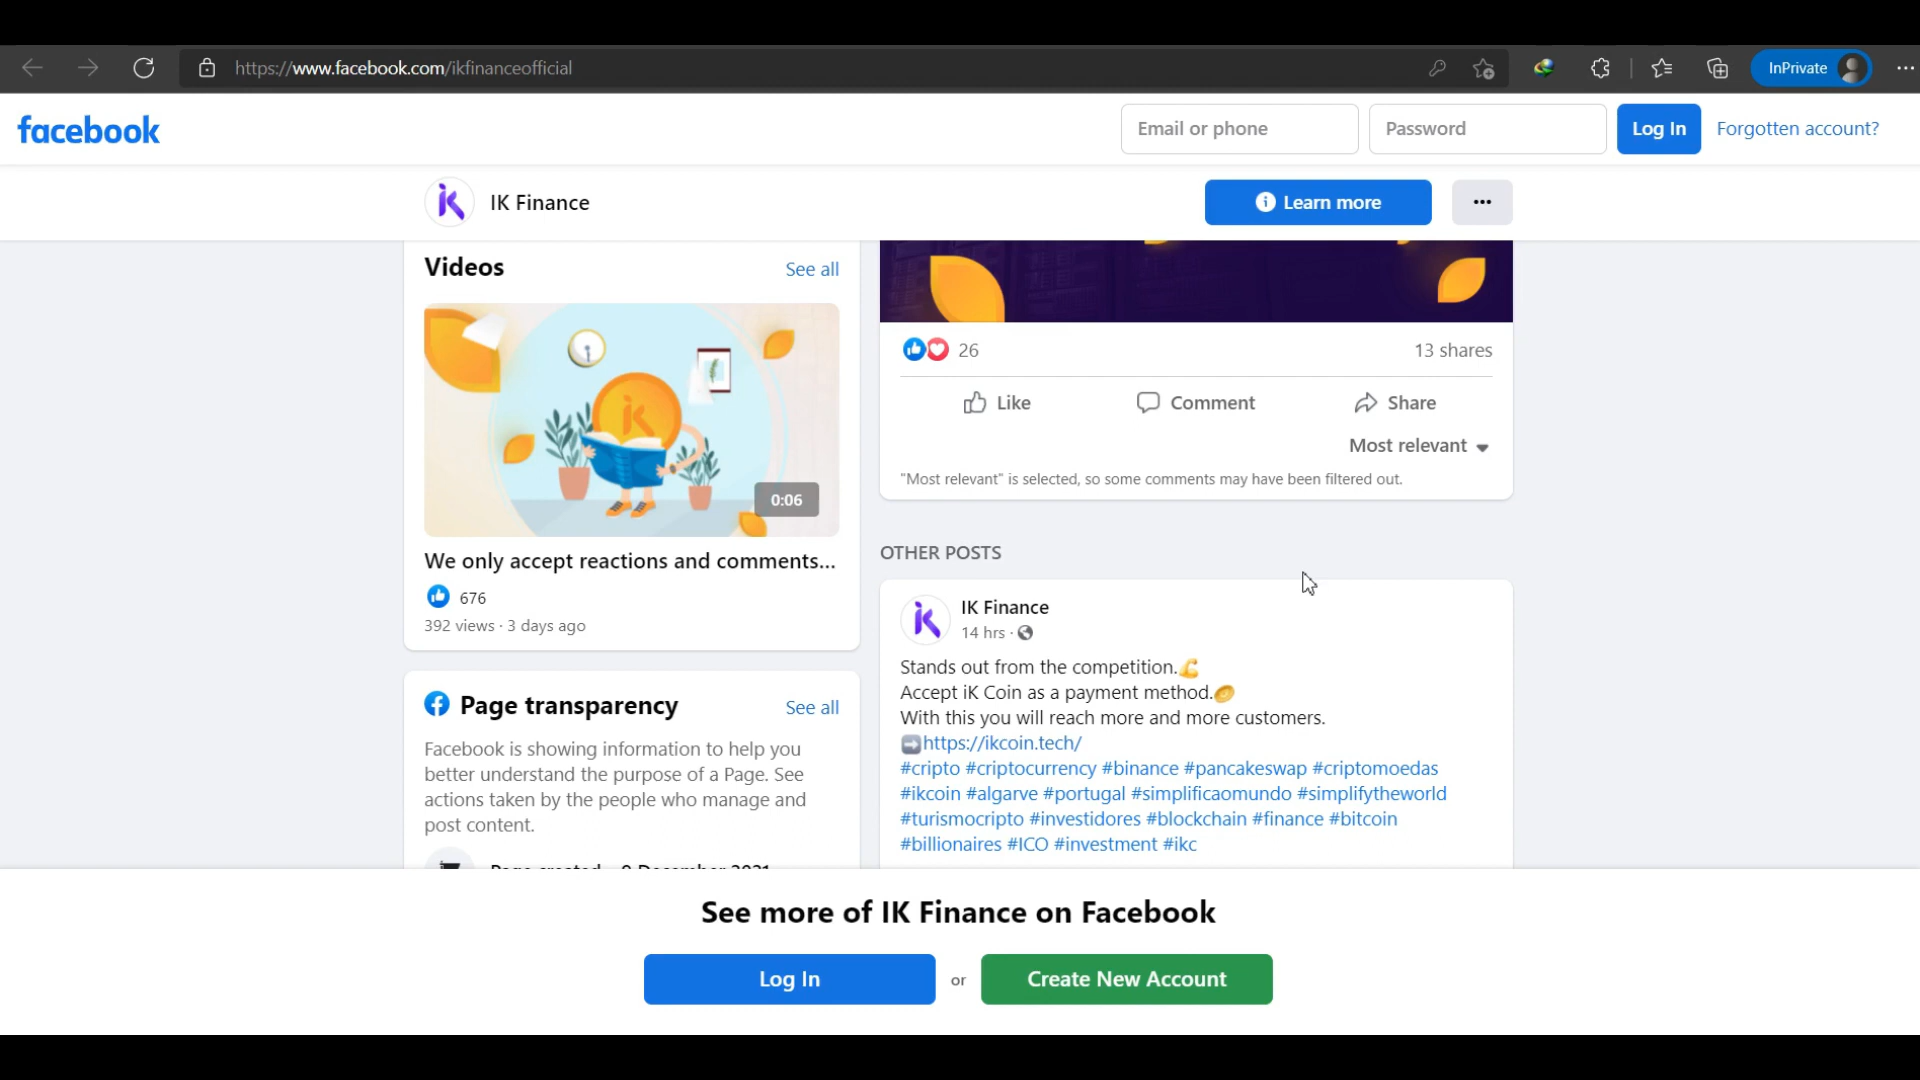 https://www.facebook.com/ikfinanceofficial
InPrivate
facebook
Email or phone
Password
Log In
Forgotten account?
IK Finance
Learn more
Videos
See all
0:06
We only accept reactions and comments...
676
392 views · 3 days ago
Page transparency
See all
Facebook is showing information to help you
better understand the purpose of a Page. See
actions taken by the people who manage and
post content.
26
13 shares
Like
Comment
Share
Most relevant
"Most relevant" is selected, so some comments may have been filtered out.
OTHER POSTS
IK Finance
14 hrs ·
Stands out from the competition.💪
Accept iK Coin as a payment method.🪙
With this you will reach more and more customers.
➡️https://ikcoin.tech/
#cripto #criptocurrency #binance #pancakeswap #criptomoedas
#ikcoin #algarve #portugal #simplificaomundo #simplifytheworld
#turismocripto #investidores #blockchain #finance #bitcoin
#billionaires #ICO #investment #ikc
See more of IK Finance on Facebook
Log In
or
Create New Account